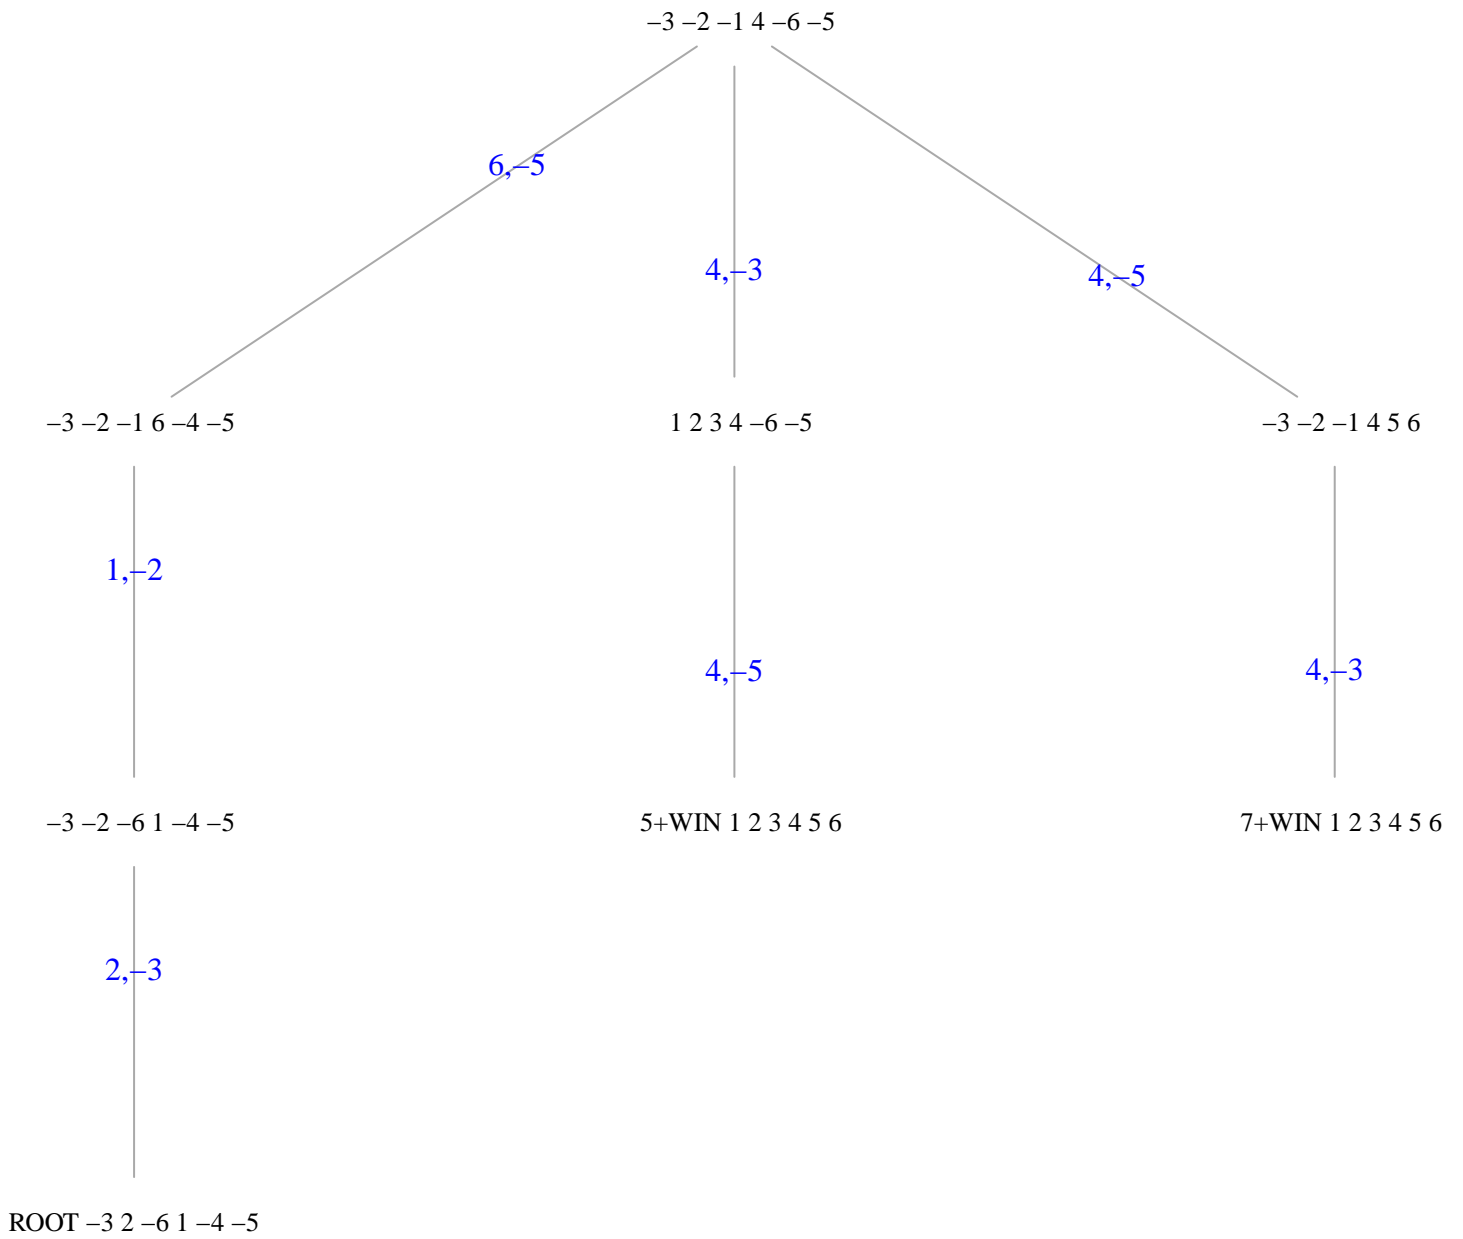 –3 –2 –1 4 –6 –5
6,–5
4,–3
4,–5
–3 –2 –1 6 –4 –5
1 2 3 4 –6 –5
–3 –2 –1 4 5 6
1,–2
4,–5
4,–3
–3 –2 –6 1 –4 –5
5+WIN 1 2 3 4 5 6
7+WIN 1 2 3 4 5 6
2,–3
ROOT –3 2 –6 1 –4 –5